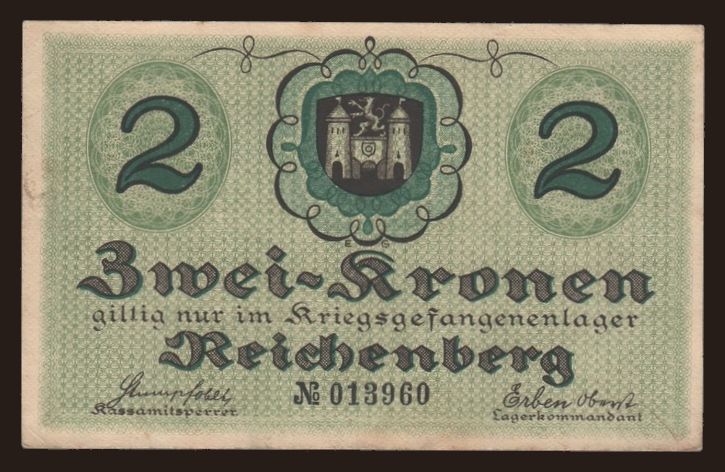 2 2
E G
Zwei-Kronen
giltig nur im Kriegsgefangenenlager
Reichenberg
№ 013960
Erben Oberst
Kassamitsperrer Lagerkommandant